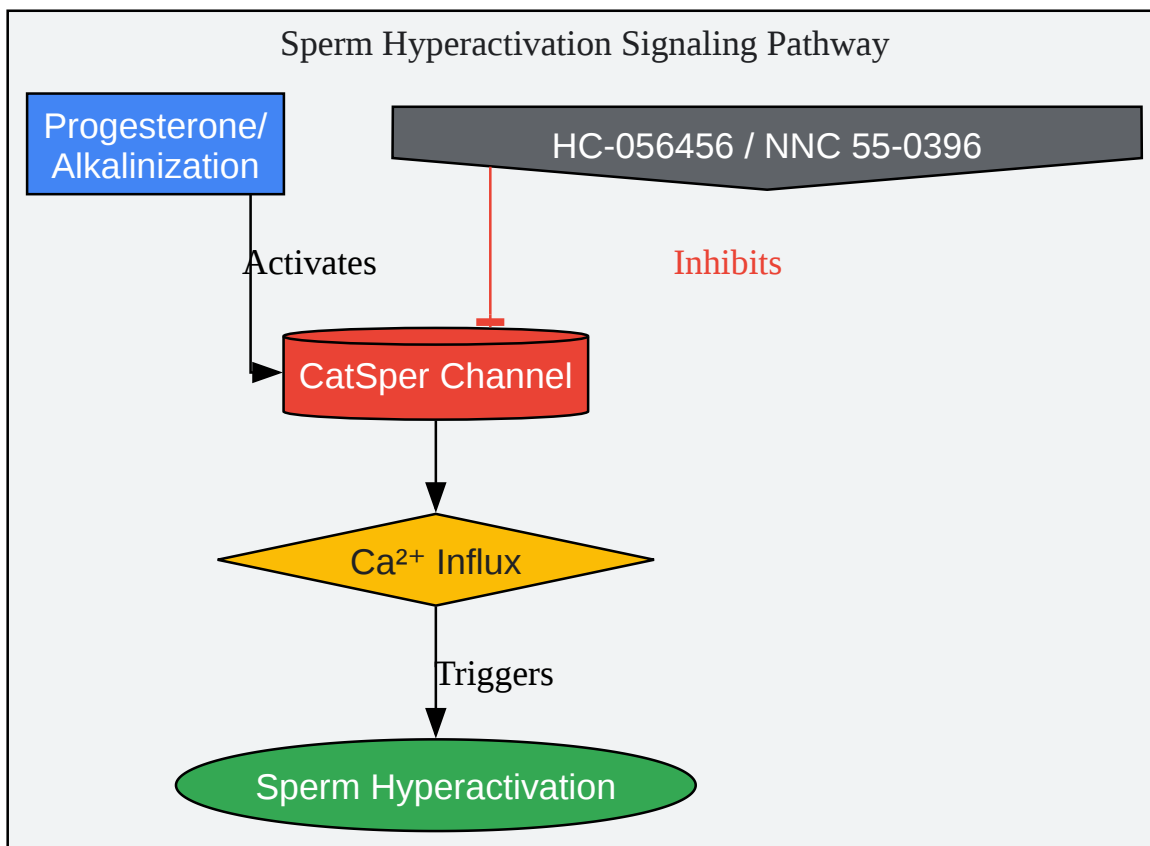 Sperm Hyperactivation Signaling Pathway
Progesterone/
Alkalinization
HC-056456 / NNC 55-0396
Activates
Inhibits
CatSper Channel
Ca²⁺ Influx
Triggers
Sperm Hyperactivation